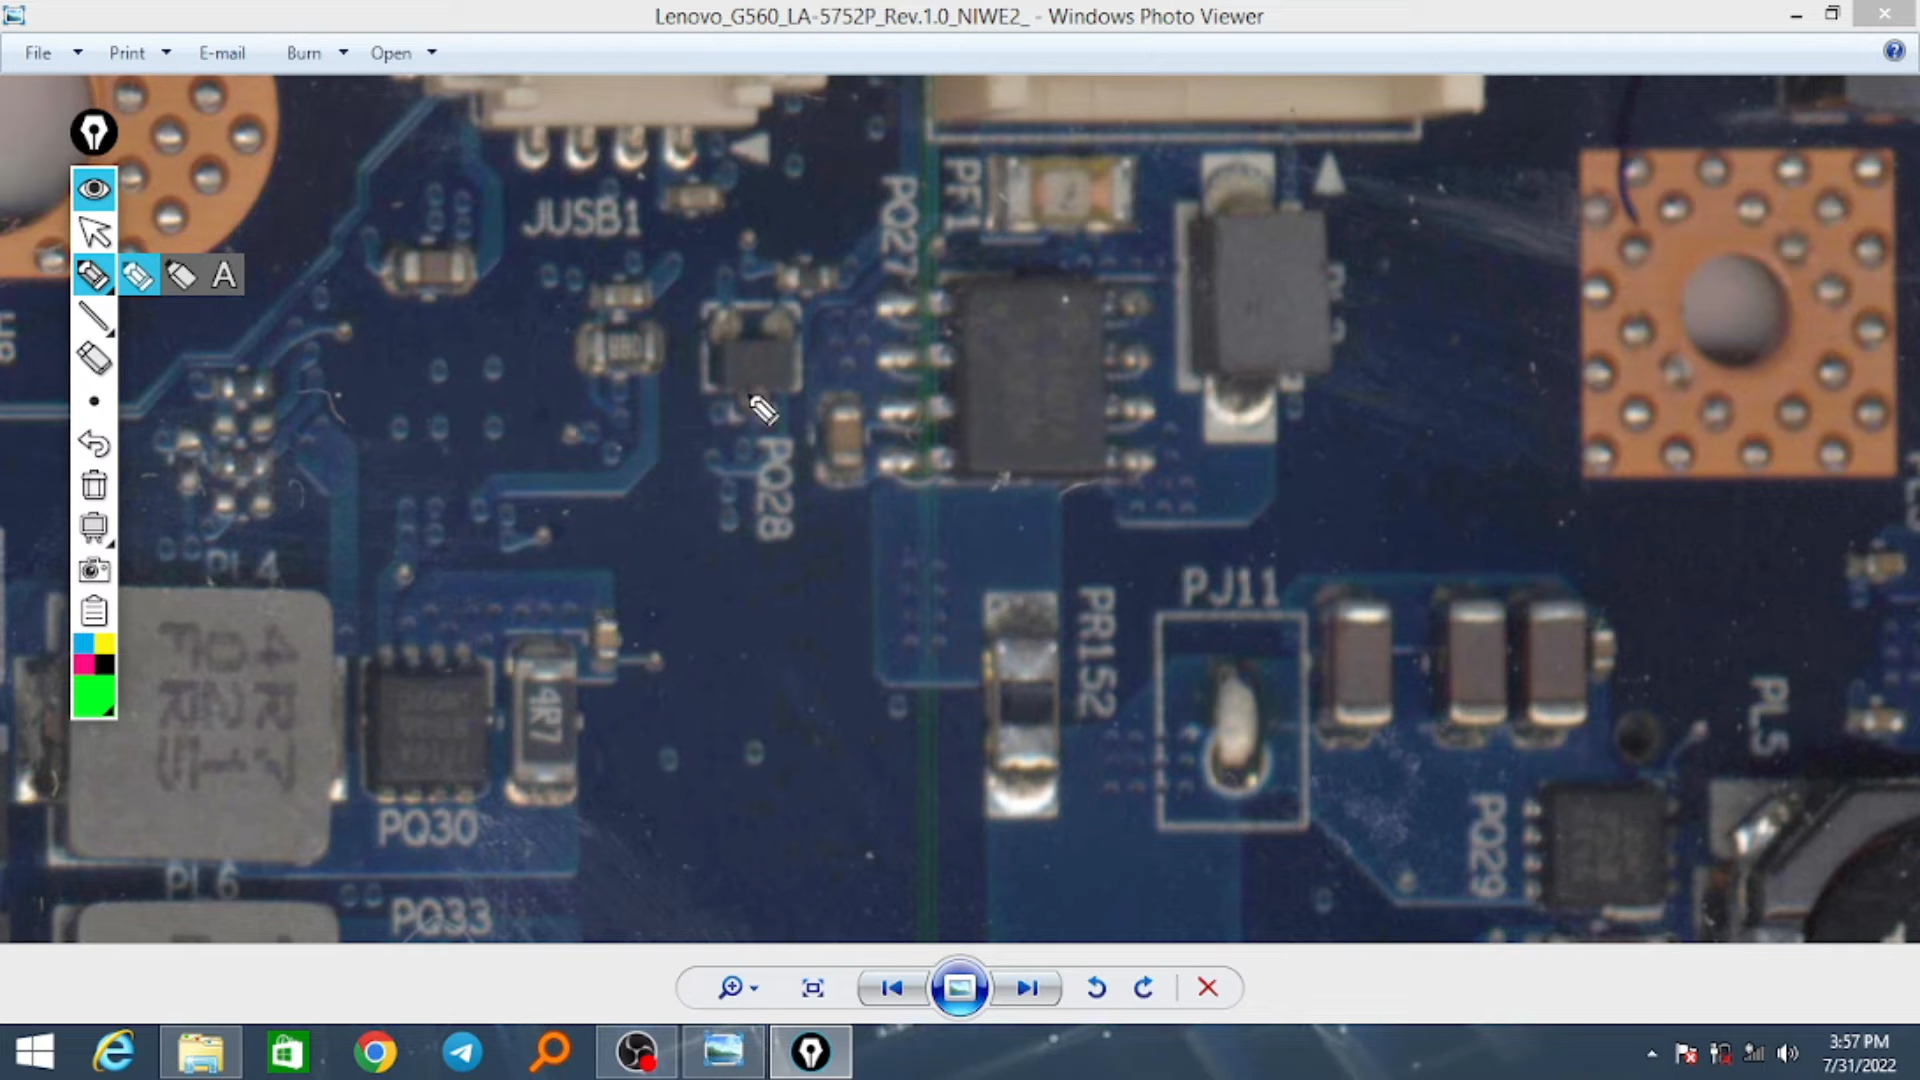 Lenovo_G560_LA-5752P_Rev.1.0_NIWE2_ - Windows Photo Viewer
File Print E-mail Burn Open
A
JUSB1
PF1
PQ27
PQ28
PL4
PR152
PJ11
4R7
PL5
PQ30
PQ29
PL6
PQ33
3:57 PM
7/31/2022